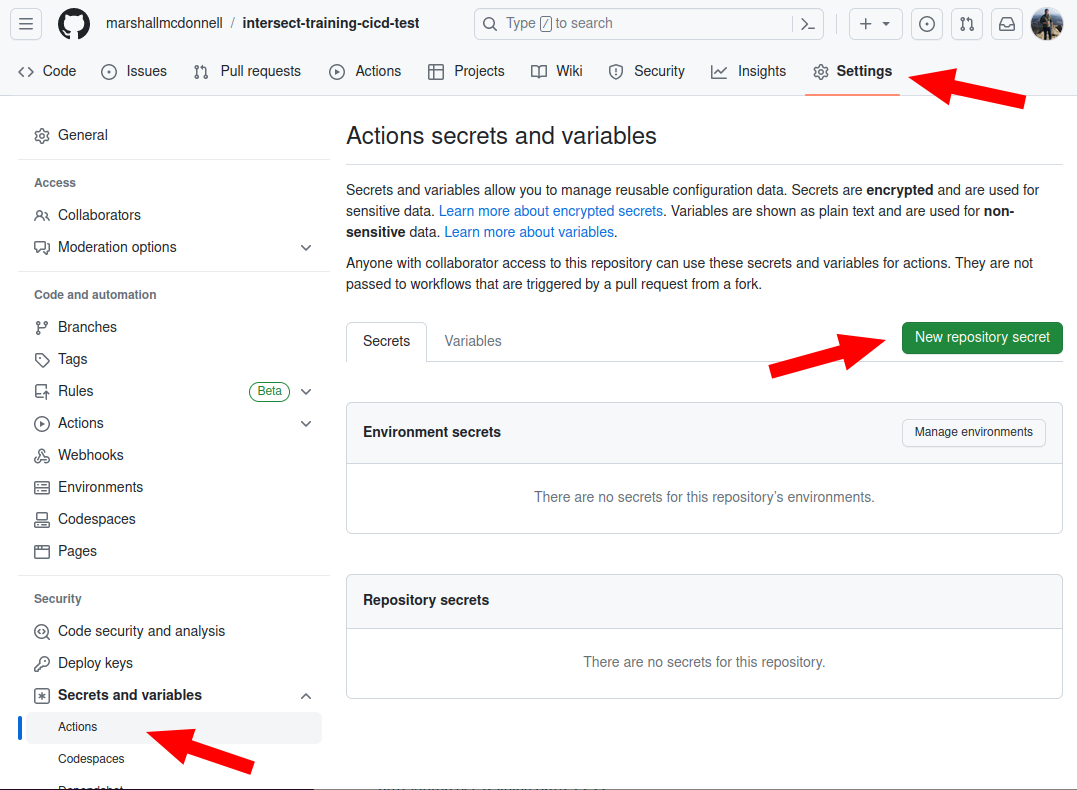 marshallmcdonnell / intersect-training-cicd-test
Type / to search
Code
Issues
Pull requests
Actions
Projects
Wiki
Security
Insights
Settings
General
Access
Collaborators
Moderation options
Code and automation
Branches
Tags
Rules
Beta
Actions
Webhooks
Environments
Codespaces
Pages
Security
Code security and analysis
Deploy keys
Secrets and variables
Actions
Codespaces
Actions secrets and variables
Secrets and variables allow you to manage reusable configuration data. Secrets are encrypted and are used for
sensitive data. Learn more about encrypted secrets. Variables are shown as plain text and are used for non-
sensitive data. Learn more about variables.
Anyone with collaborator access to this repository can use these secrets and variables for actions. They are not
passed to workflows that are triggered by a pull request from a fork.
Secrets
Variables
New repository secret
Environment secrets
Manage environments
There are no secrets for this repository's environments.
Repository secrets
There are no secrets for this repository.